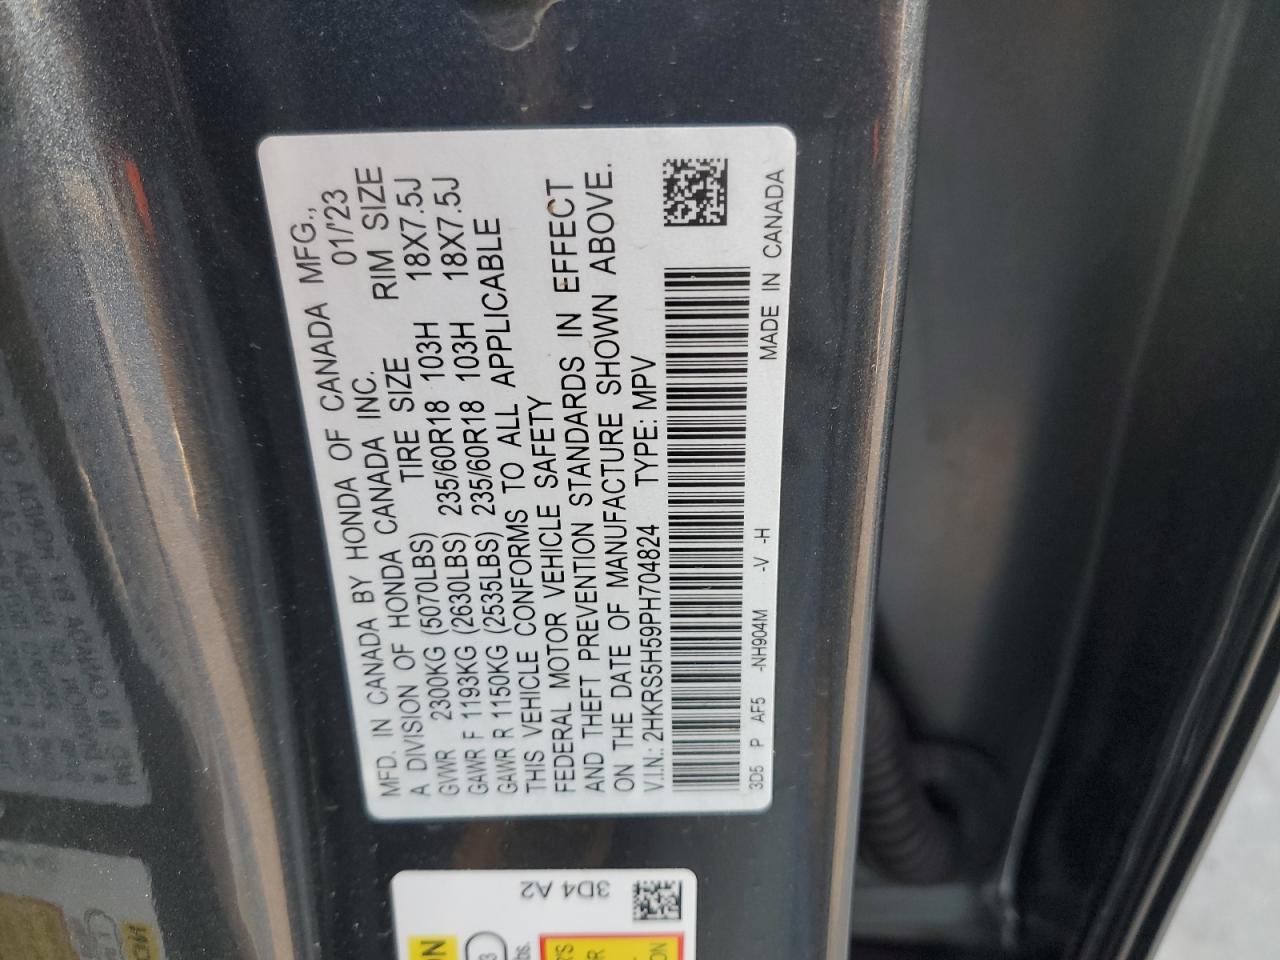 MFD. IN CANADA BY HONDA OF CANADA MFG.,
A DIVISION OF HONDA CANADA INC. 01/'23
GVWR 2300KG (5070LBS) TIRE SIZE RIM SIZE
GAWR F 1193KG (2630LBS) 235/60R18 103H 18X7.5J
GAWR R 1150KG (2535LBS) 235/60R18 103H 18X7.5J
THIS VEHICLE CONFORMS TO ALL APPLICABLE
FEDERAL MOTOR VEHICLE SAFETY
AND THEFT PREVENTION STANDARDS IN EFFECT
ON THE DATE OF MANUFACTURE SHOWN ABOVE.
V.I.N.: 2HKRS5H59PH704824 TYPE: MPV
3D5 P AF5 -NH904M -V -H MADE IN CANADA
3D4 A2